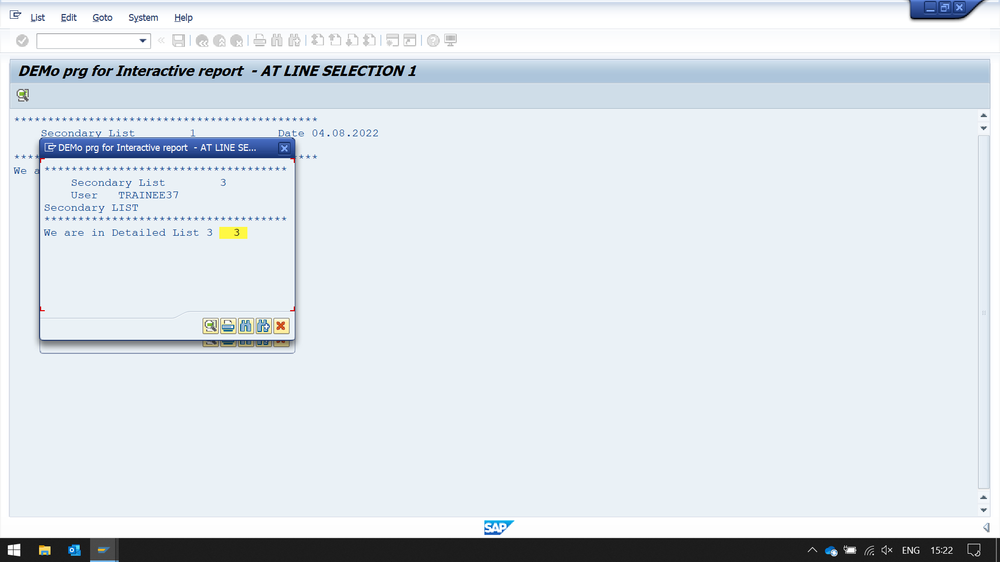 List Edit Goto System Help
DEMo prg for Interactive report - AT LINE SELECTION 1
*********************************************
Secondary List 1 Date 04.08.2022
DEMo prg for Interactive report - AT LINE SE...
**** ***
We a
************************************
Secondary List 3
User TRAINEE37
Secondary LIST
************************************
We are in Detailed List 3 3
SAP
ENG 15:22